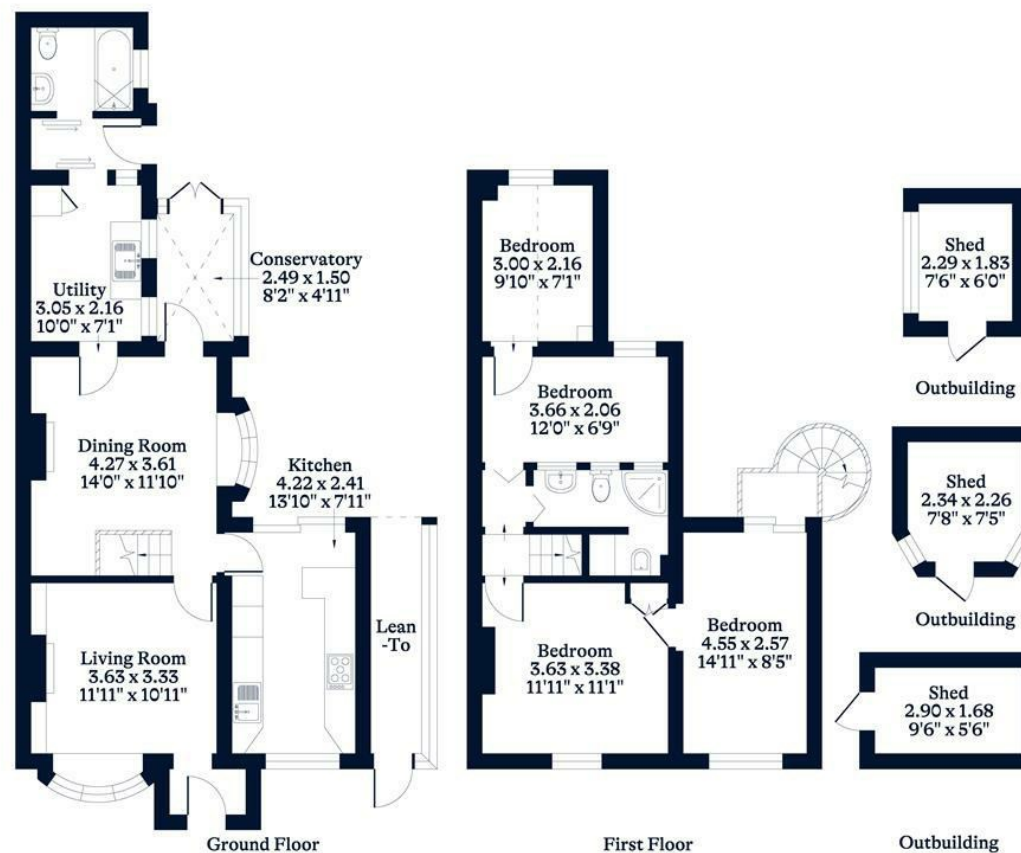 Conservatory
2.49 x 1.50
8'2" x 4'11"
Utility
3.05 x 2.16
10'0" x 7'1"
Dining Room
4.27 x 3.61
14'0" x 11'10"
Kitchen
4.22 x 2.41
13'10" x 7'11"
Living Room
3.63 x 3.33
11'11" x 10'11"
Lean
-To
Ground Floor
Bedroom
3.00 x 2.16
9'10" x 7'1"
Bedroom
3.66 x 2.06
12'0" x 6'9"
Bedroom
3.63 x 3.38
11'11" x 11'1"
Bedroom
4.55 x 2.57
14'11" x 8'5"
First Floor
Shed
2.29 x 1.83
7'6" x 6'0"
Outbuilding
Shed
2.34 x 2.26
7'8" x 7'5"
Outbuilding
Shed
2.90 x 1.68
9'6" x 5'6"
Outbuilding